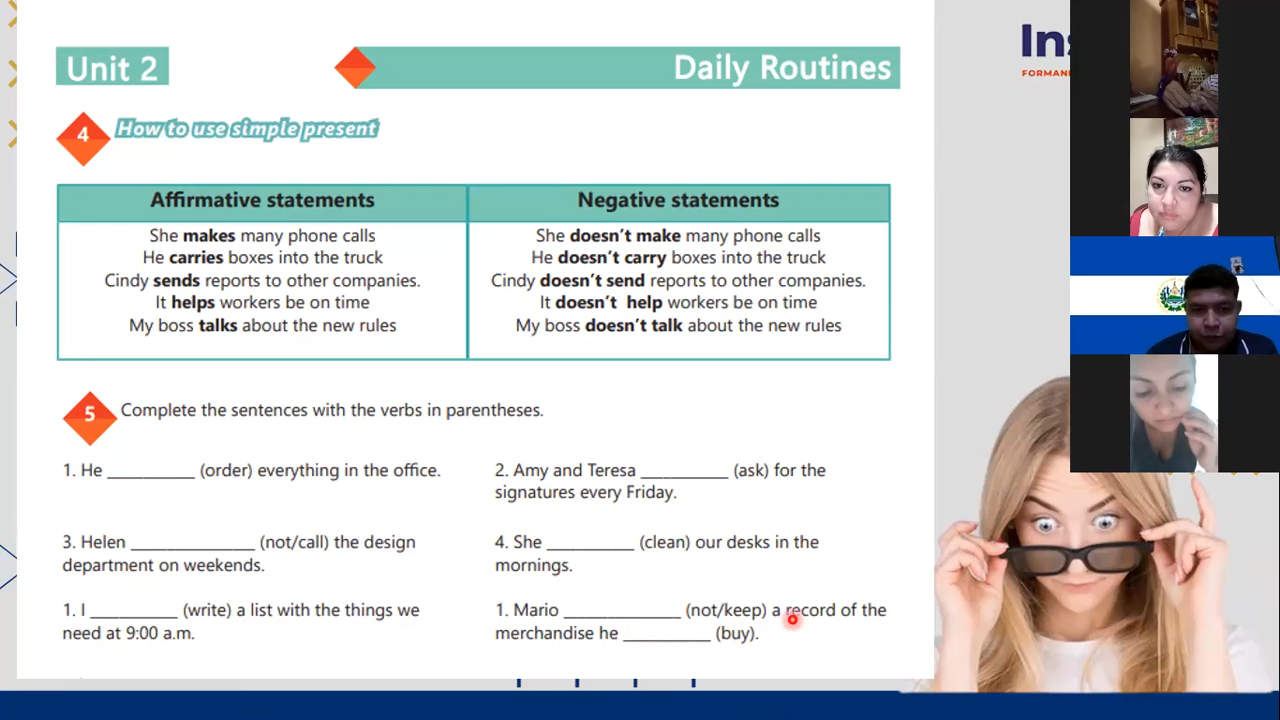 Unit 2
Daily Routines
4
How to use simple present
Affirmative statements
She makes many phone calls
He carries boxes into the truck
Cindy sends reports to other companies.
It helps workers be on time
My boss talks about the new rules
Negative statements
She doesn't make many phone calls
He doesn't carry boxes into the truck
Cindy doesn't send reports to other companies.
It doesn't help workers be on time
My boss doesn't talk about the new rules
5
Complete the sentences with the verbs in parentheses.
1. He __________ (order) everything in the office.
2. Amy and Teresa __________ (ask) for the
signatures every Friday.
3. Helen ______________ (not/call) the design
department on weekends.
4. She __________ (clean) our desks in the
mornings.
1. I __________ (write) a list with the things we
need at 9:00 a.m.
1. Mario _____________ (not/keep) a record of the
merchandise he __________ (buy).